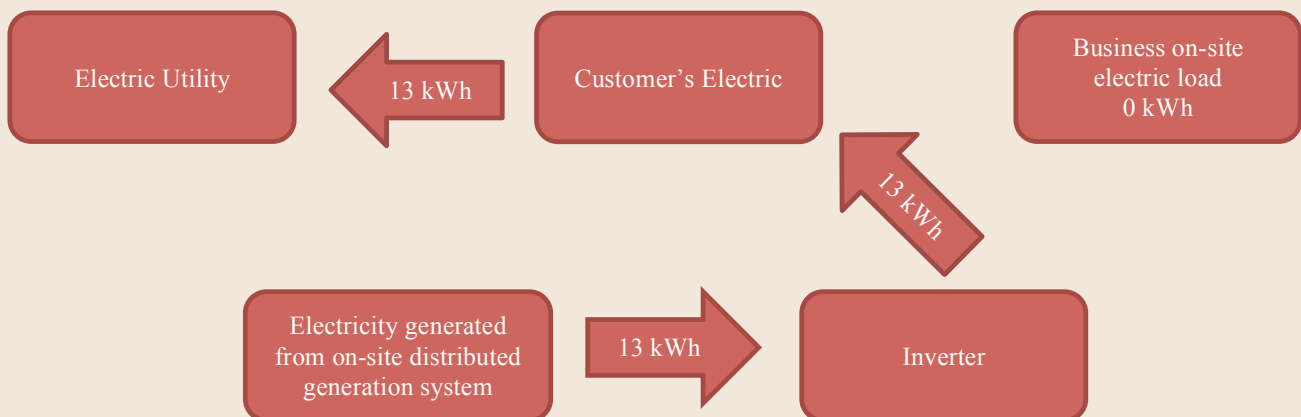 Electric Utility
13 kWh
Customer's Electric
Business on-site
electric load
0 kWh
13 kWh
Electricity generated
from on-site distributed
generation system
13 kWh
Inverter